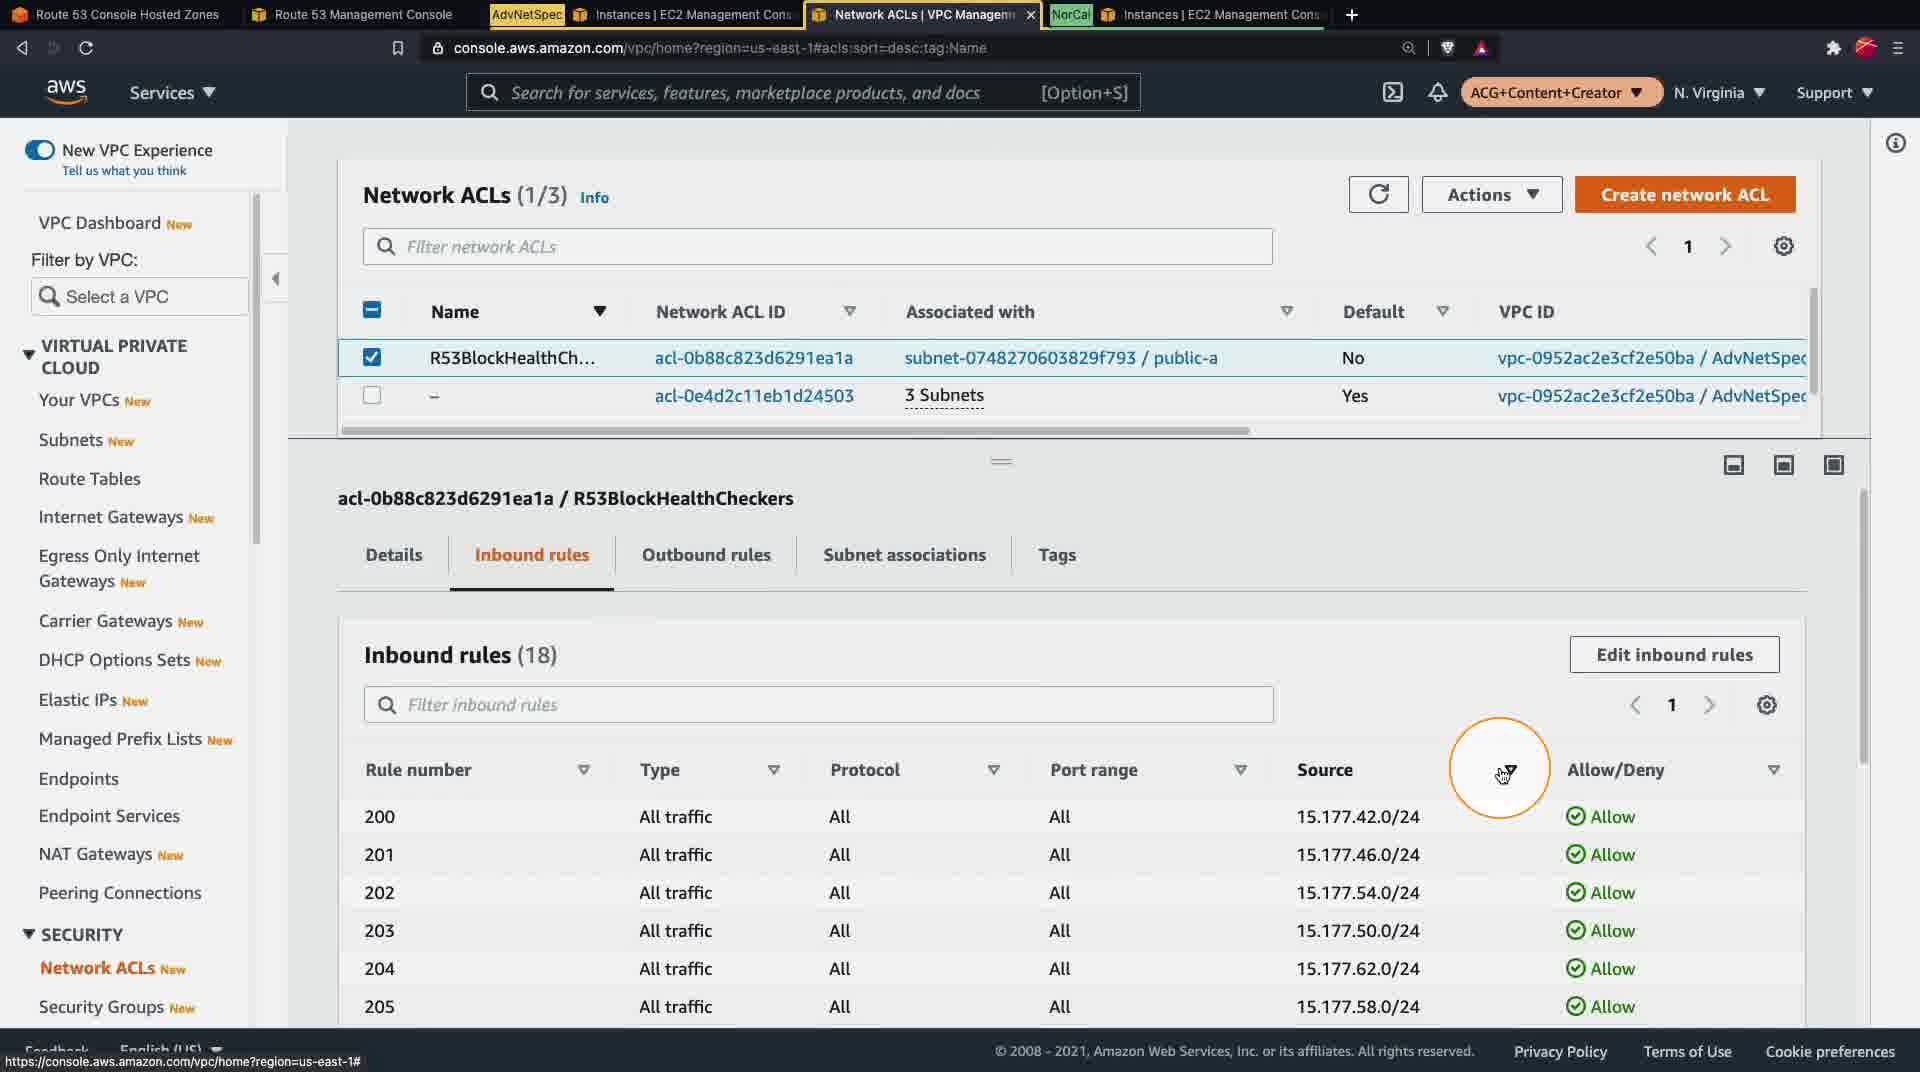 Route 53 Console Hosted Zones
Route 53 Management Console
AdvNetSpec
Instances | EC2 Management Cons
Network ACLs | VPC Managem
NorCal
Instances | EC2 Management Cons
console.aws.amazon.com/vpc/home?region=us-east-1#acls:sort=desc:tag:Name
aws
Services
Search for services, features, marketplace products, and docs
[Option+S]
ACG+Content+Creator
N. Virginia
Support
New VPC Experience
Tell us what you think
VPC Dashboard New
Filter by VPC:
Select a VPC
VIRTUAL PRIVATE
CLOUD
Your VPCs New
Subnets New
Route Tables
Internet Gateways New
Egress Only Internet
Gateways New
Carrier Gateways New
DHCP Options Sets New
Elastic IPs New
Managed Prefix Lists New
Endpoints
Endpoint Services
NAT Gateways New
Peering Connections
SECURITY
Network ACLs New
Security Groups New
Network ACLs (1/3) Info
Actions
Create network ACL
Filter network ACLs
1
Name Network ACL ID Associated with Default VPC ID
R53BlockHealthCh... acl-0b88c823d6291ea1a subnet-0748270603829f793 / public-a No vpc-0952ac2e3cf2e50ba / AdvNetSpec
– acl-0e4d2c11eb1d24503 3 Subnets Yes vpc-0952ac2e3cf2e50ba / AdvNetSpec
acl-0b88c823d6291ea1a / R53BlockHealthCheckers
Details Inbound rules Outbound rules Subnet associations Tags
Inbound rules (18)
Edit inbound rules
Filter inbound rules
1
Rule number Type Protocol Port range Source Allow/Deny
200 All traffic All All 15.177.42.0/24 Allow
201 All traffic All All 15.177.46.0/24 Allow
202 All traffic All All 15.177.54.0/24 Allow
203 All traffic All All 15.177.50.0/24 Allow
204 All traffic All All 15.177.62.0/24 Allow
205 All traffic All All 15.177.58.0/24 Allow
Feedback English (US)
https://console.aws.amazon.com/vpc/home?region=us-east-1#
© 2008 - 2021, Amazon Web Services, Inc. or its affiliates. All rights reserved.
Privacy Policy
Terms of Use
Cookie preferences